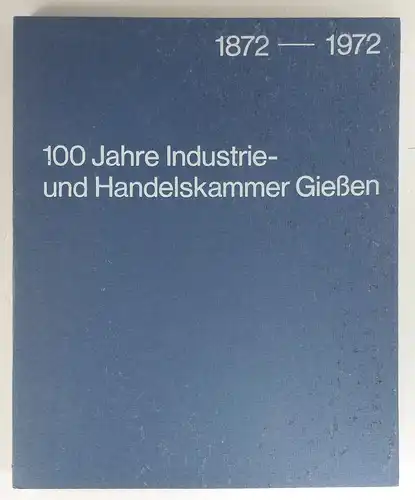 1872 — 1972
100 Jahre Industrie-
und Handelskammer Gießen